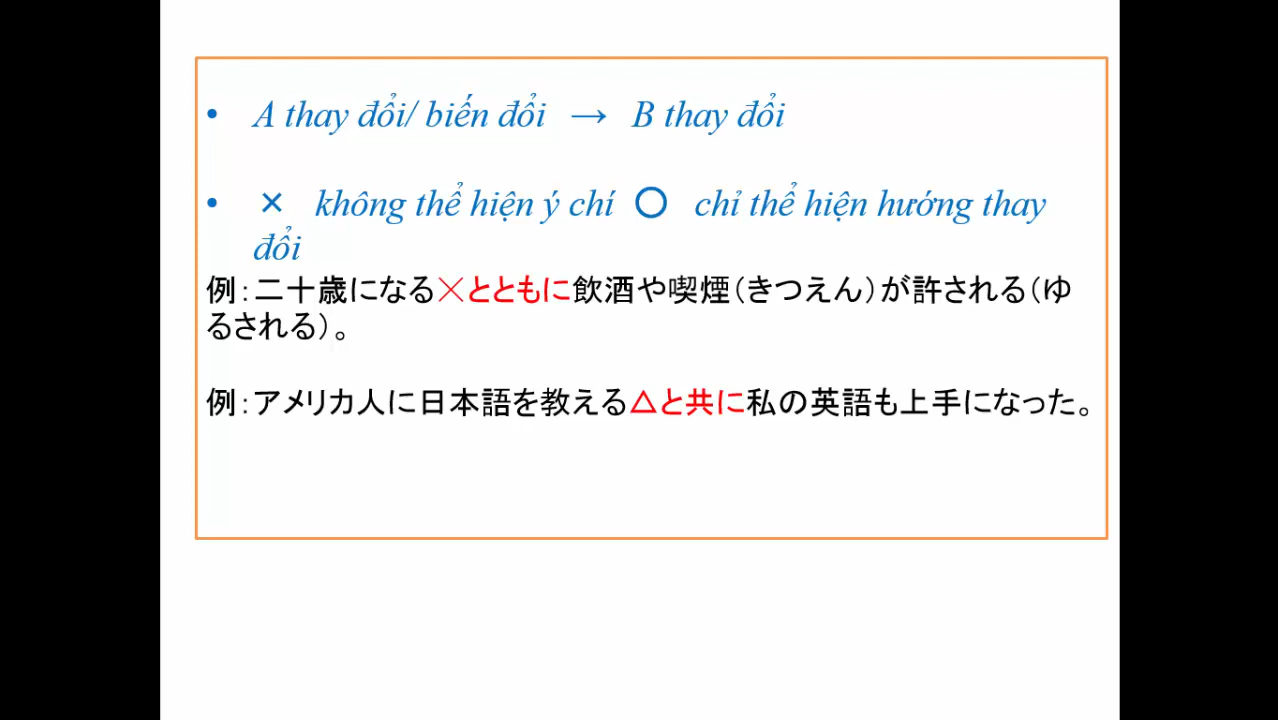 • A thay đổi/ biến đổi → B thay đổi
• × không thể hiện ý chí ○ chỉ thể hiện hướng thay
đổi
例：二十歳になる×とともに飲酒や喫煙（きつえん）が許される（ゆ
るされる）。
例：アメリカ人に日本語を教える△と共に私の英語も上手になった。